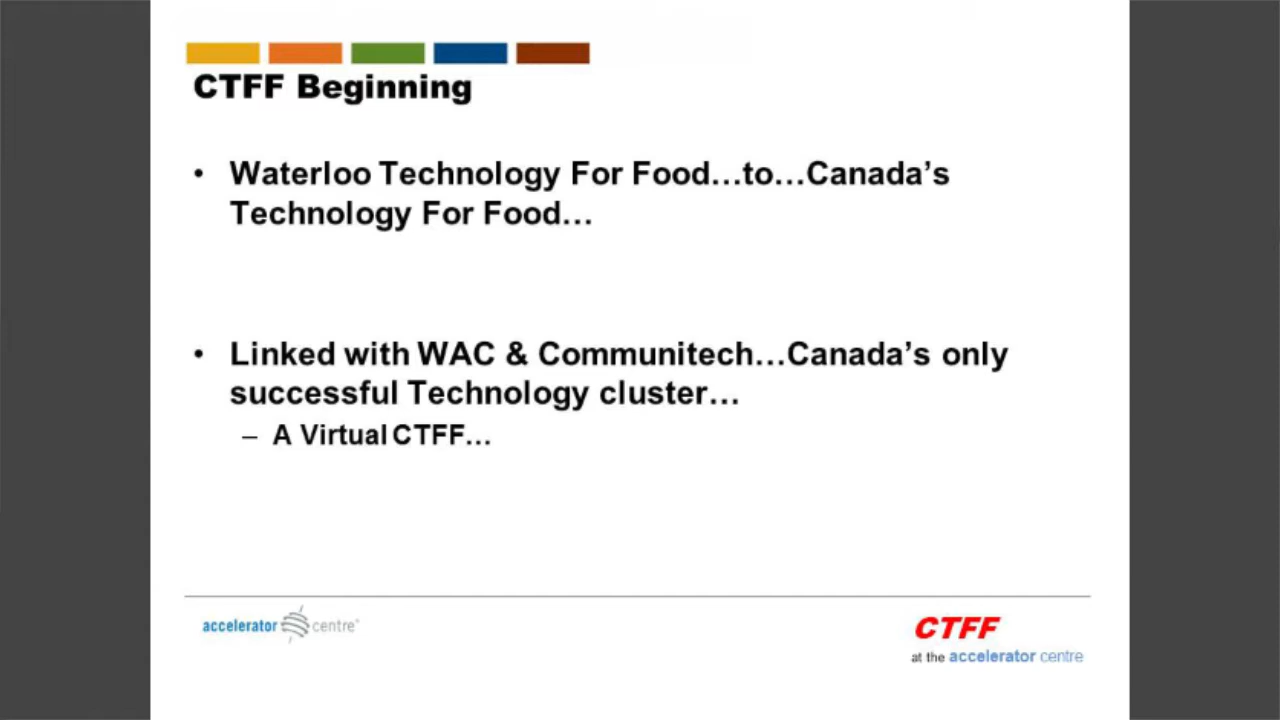 CTFF Beginning
• Waterloo Technology For Food…to…Canada’s
Technology For Food…
• Linked with WAC & Communitech…Canada’s only
successful Technology cluster…
– A Virtual CTFF…
accelerator centre
CTFF
at the accelerator centre